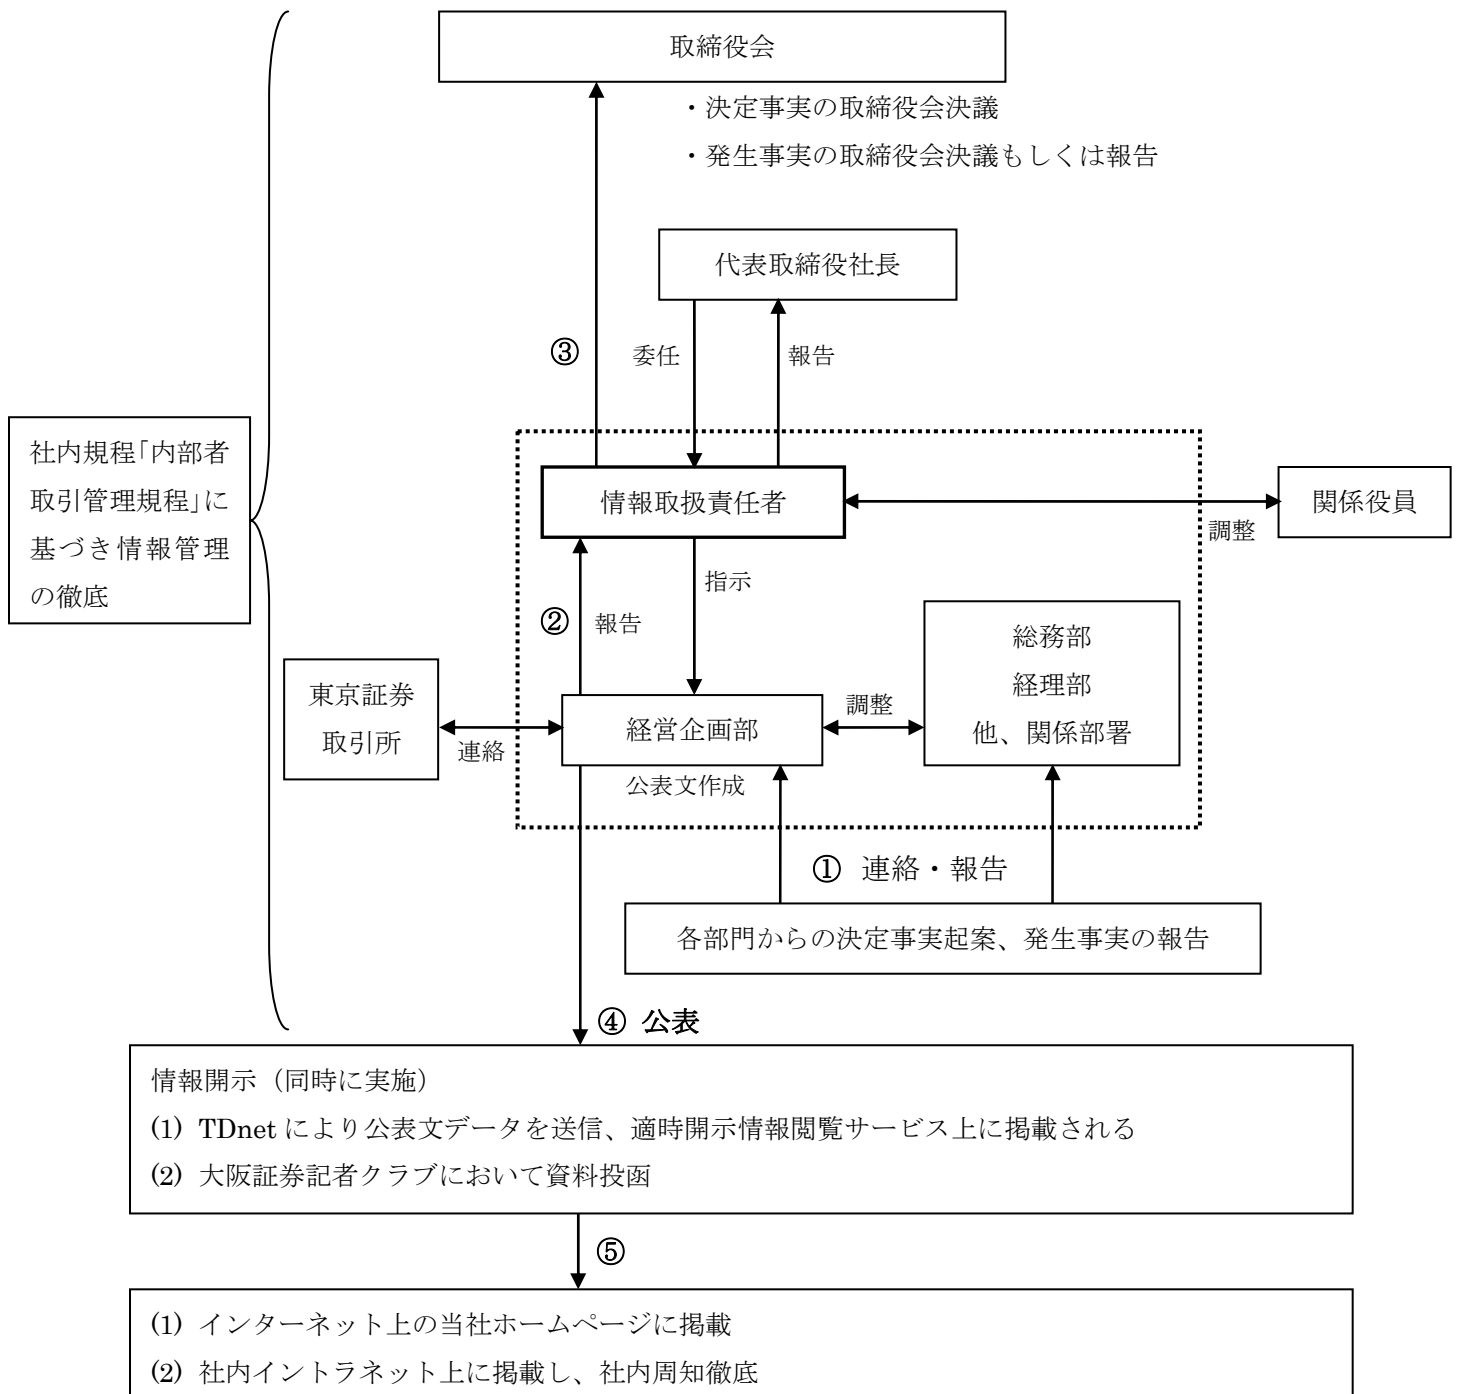 取締役会
・決定事実の取締役会決議
・発生事実の取締役会決議もしくは報告
代表取締役社長
③
委任
報告
社内規程｢内部者
取引管理規程｣に
基づき情報管理
の徹底
情報取扱責任者
関係役員
調整
指示
② 報告
総務部
経理部
他、関係部署
東京証券
取引所
連絡
経営企画部
調整
公表文作成
① 連絡・報告
各部門からの決定事実起案、発生事実の報告
④ 公表
情報開示（同時に実施）
(1) TDnet により公表文データを送信、適時開示情報閲覧サービス上に掲載される
(2) 大阪証券記者クラブにおいて資料投函
⑤
(1) インターネット上の当社ホームページに掲載
(2) 社内イントラネット上に掲載し、社内周知徹底